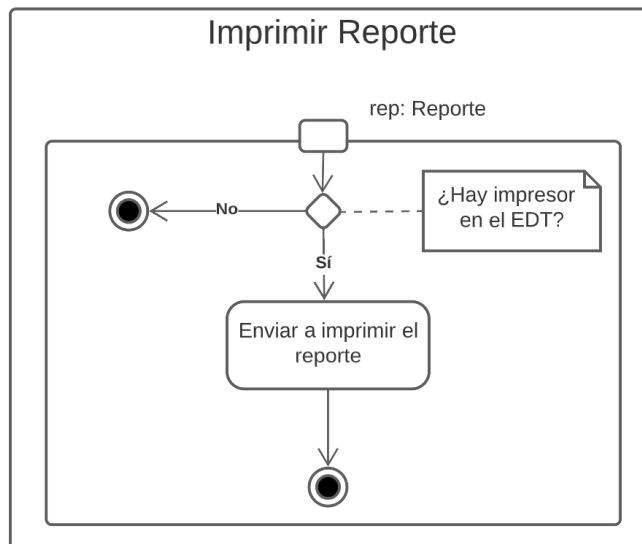 Imprimir Reporte
rep: Reporte
¿Hay impresor
en el EDT?
No
Sí
Enviar a imprimir el
reporte